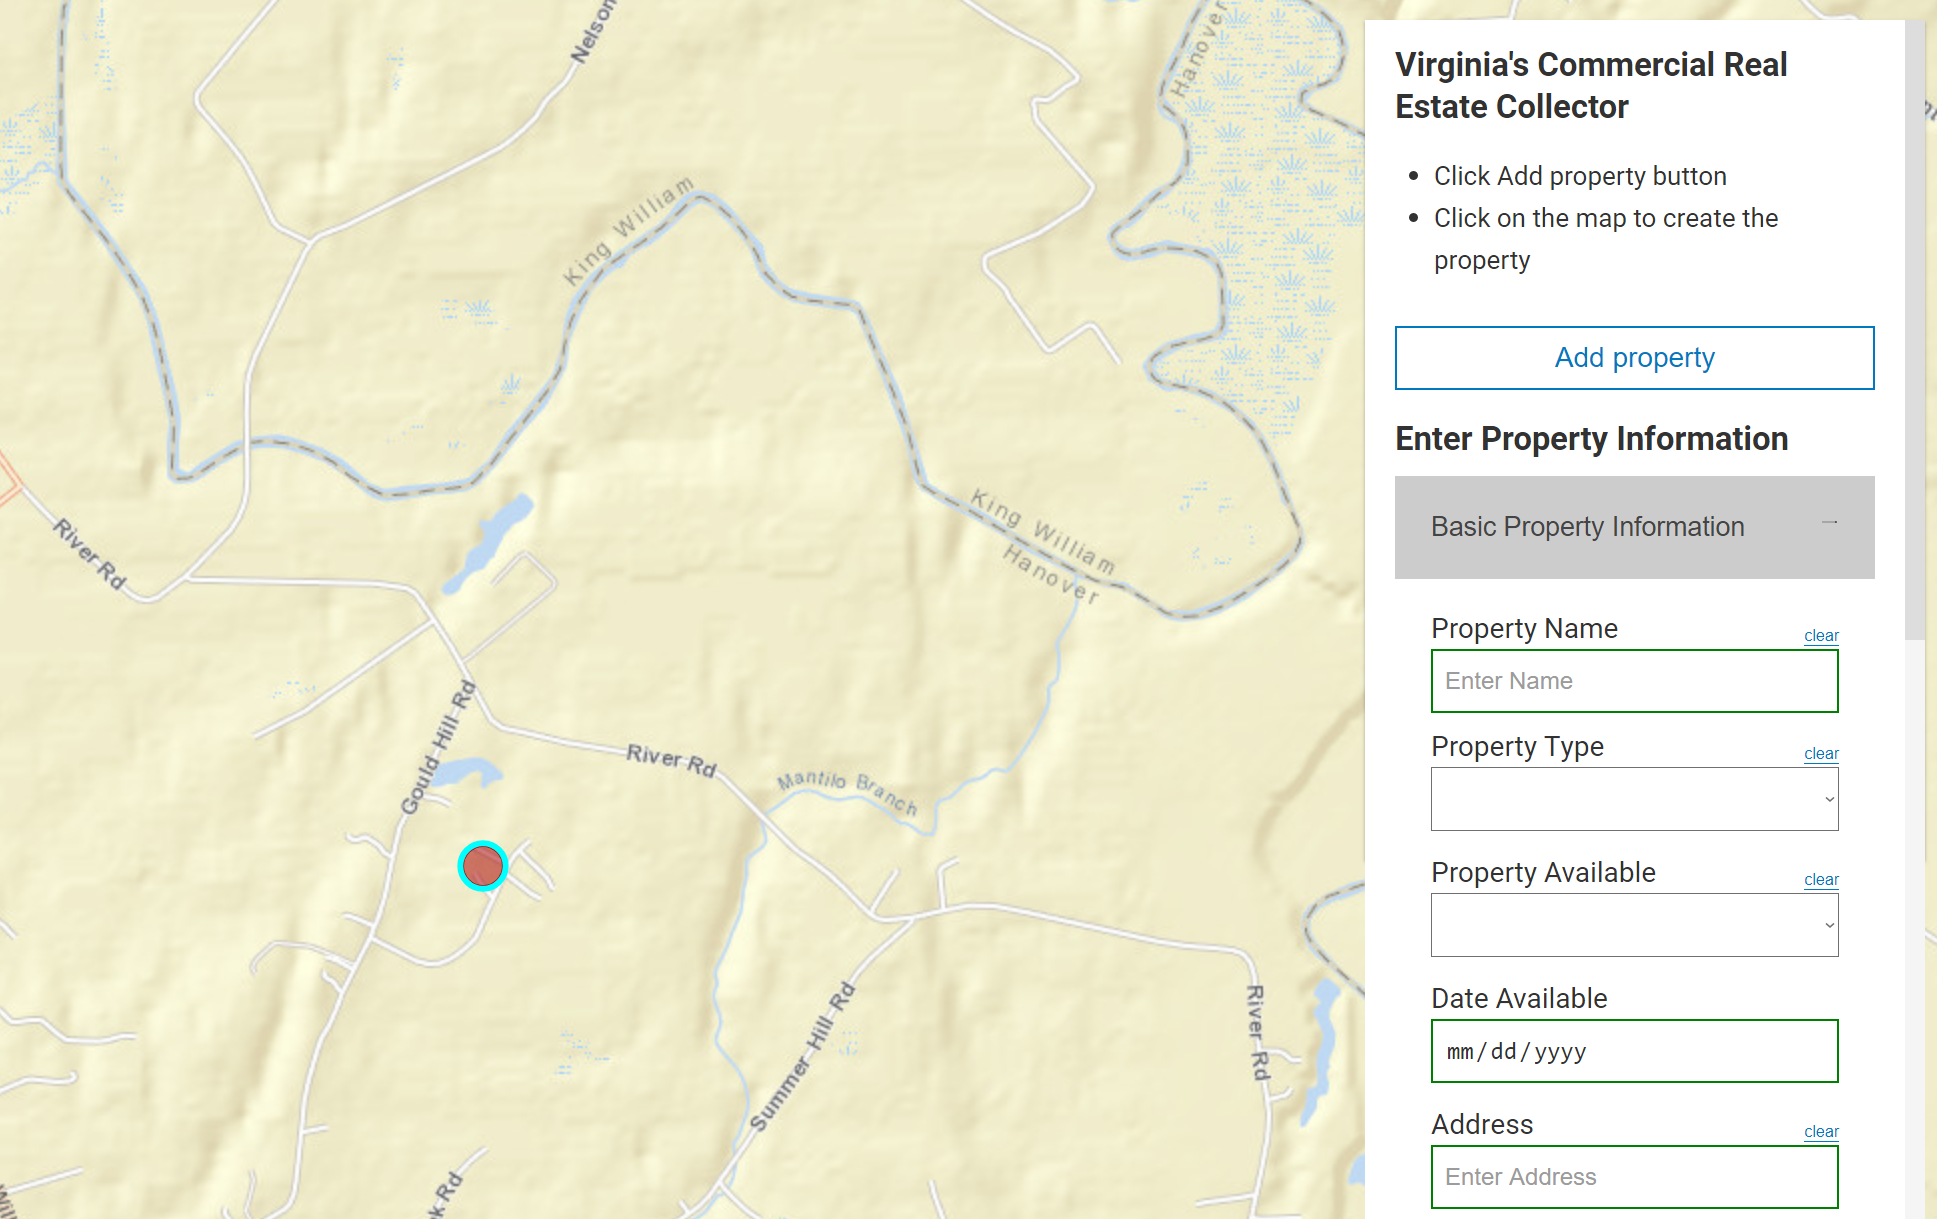 Nelson
Hanover
King William
King William
Hanover
River Rd
Gould Hill Rd
River Rd
Mantilo Branch
Summer Hill Rd
River Rd
Virginia's Commercial Real
Estate Collector
Click Add property button
Click on the map to create the
property
Add property
Enter Property Information
Basic Property Information
Property Name
clear
Enter Name
Property Type
clear
Property Available
clear
Date Available
mm/dd/yyyy
Address
clear
Enter Address